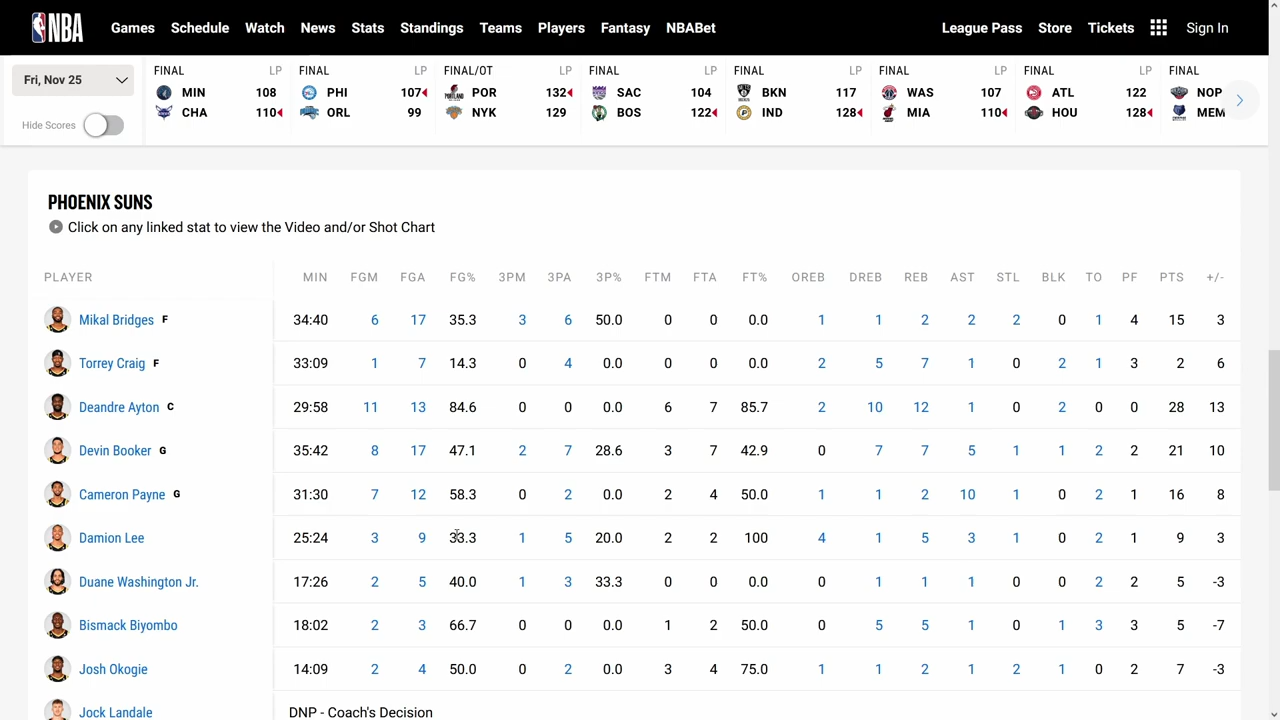 NBA Games Schedule Watch News Stats Standings Teams Players Fantasy NBABet League Pass Store Tickets Sign In
Fri, Nov 25
Hide Scores
FINAL LP
MIN 108
CHA 110
FINAL LP
PHI 107
ORL 99
FINAL/OT LP
POR 132
NYK 129
FINAL LP
SAC 104
BOS 122
FINAL LP
BKN 117
IND 128
FINAL LP
WAS 107
MIA 110
FINAL LP
ATL 122
HOU 128
FINAL
NOP
MEM
PHOENIX SUNS
Click on any linked stat to view the Video and/or Shot Chart
PLAYER MIN FGM FGA FG% 3PM 3PA 3P% FTM FTA FT% OREB DREB REB AST STL BLK TO PF PTS +/-
Mikal Bridges F 34:40 6 17 35.3 3 6 50.0 0 0 0.0 1 1 2 2 2 0 1 4 15 3
Torrey Craig F 33:09 1 7 14.3 0 4 0.0 0 0 0.0 2 5 7 1 0 2 1 3 2 6
Deandre Ayton C 29:58 11 13 84.6 0 0 0.0 6 7 85.7 2 10 12 1 0 2 0 0 28 13
Devin Booker G 35:42 8 17 47.1 2 7 28.6 3 7 42.9 0 7 7 5 1 1 2 2 21 10
Cameron Payne G 31:30 7 12 58.3 0 2 0.0 2 4 50.0 1 1 2 10 1 0 2 1 16 8
Damion Lee 25:24 3 9 33.3 1 5 20.0 2 2 100 4 1 5 3 1 0 2 1 9 3
Duane Washington Jr. 17:26 2 5 40.0 1 3 33.3 0 0 0.0 0 1 1 1 0 0 2 2 5 -3
Bismack Biyombo 18:02 2 3 66.7 0 0 0.0 1 2 50.0 0 5 5 1 0 1 3 3 5 -7
Josh Okogie 14:09 2 4 50.0 0 2 0.0 3 4 75.0 1 1 2 1 2 1 0 2 7 -3
Jock Landale DNP - Coach's Decision